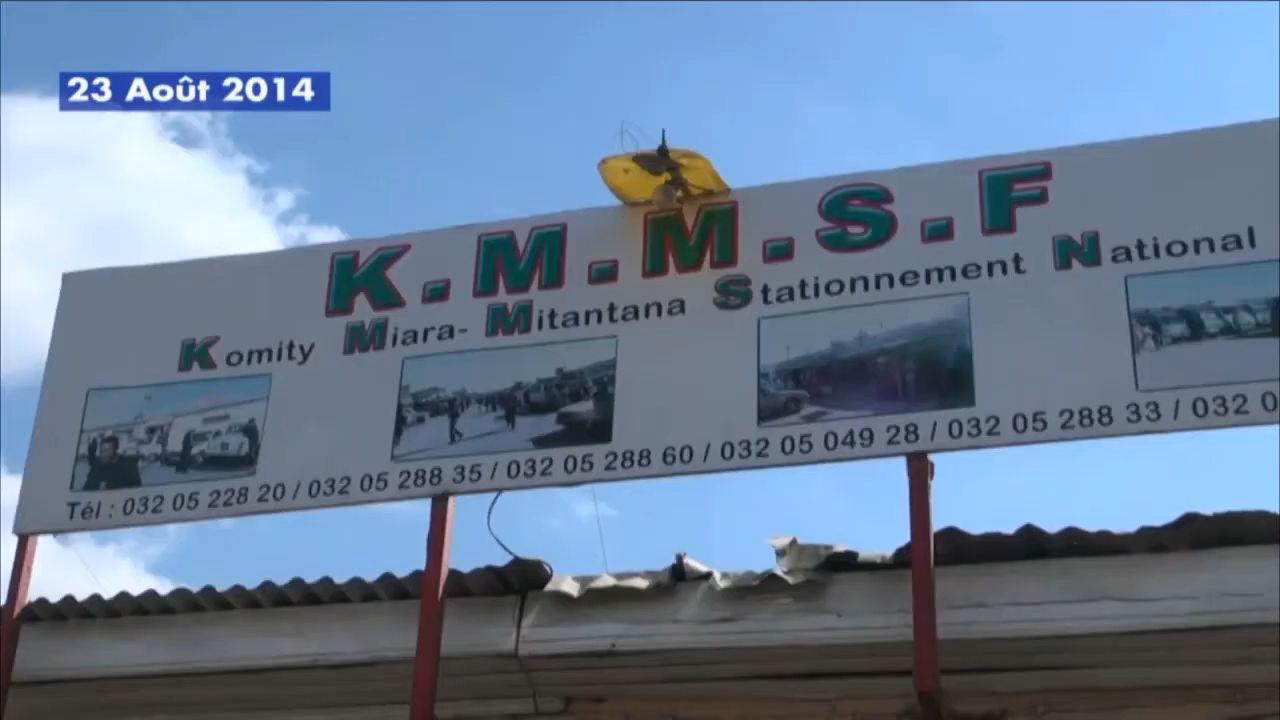 23 Août 2014
K.M.M.S.F
Komity Miara- Mitantana Stationnement National
Tél : 032 05 228 20 / 032 05 288 35 / 032 05 288 60 / 032 05 049 28 / 032 05 288 33 / 032 0